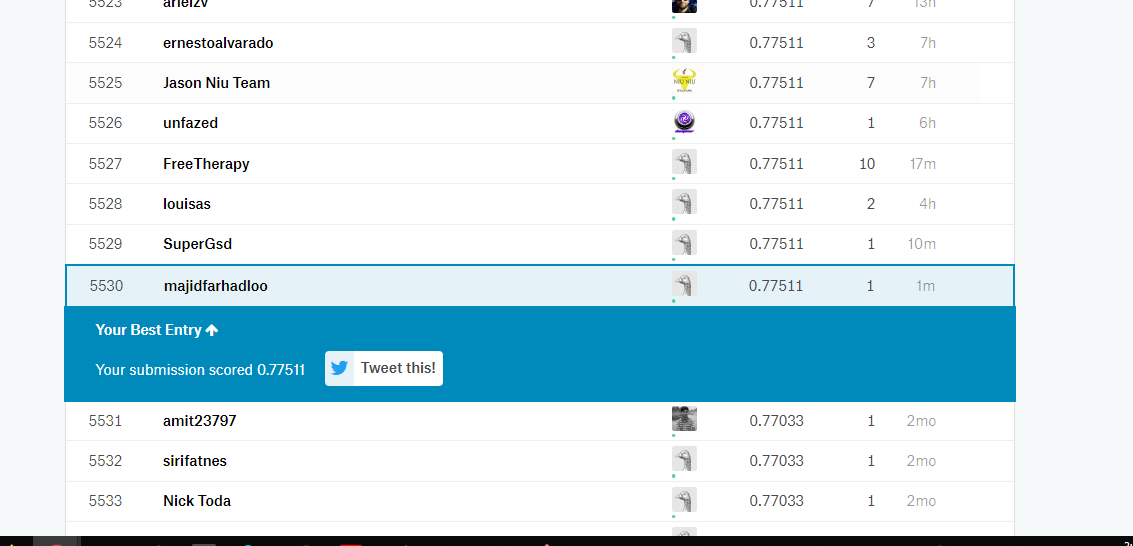 5523 arielzv 0.77511 7 13h
5524 ernestoalvarado 0.77511 3 7h
5525 Jason Niu Team NIU NIU 0.77511 7 7h
5526 unfazed 0.77511 1 6h
5527 FreeTherapy 0.77511 10 17m
5528 louisas 0.77511 2 4h
5529 SuperGsd 0.77511 1 10m
5530 majidfarhadloo 0.77511 1 1m
Your Best Entry
Your submission scored 0.77511 Tweet this!
5531 amit23797 0.77033 1 2mo
5532 sirifatnes 0.77033 1 2mo
5533 Nick Toda 0.77033 1 2mo